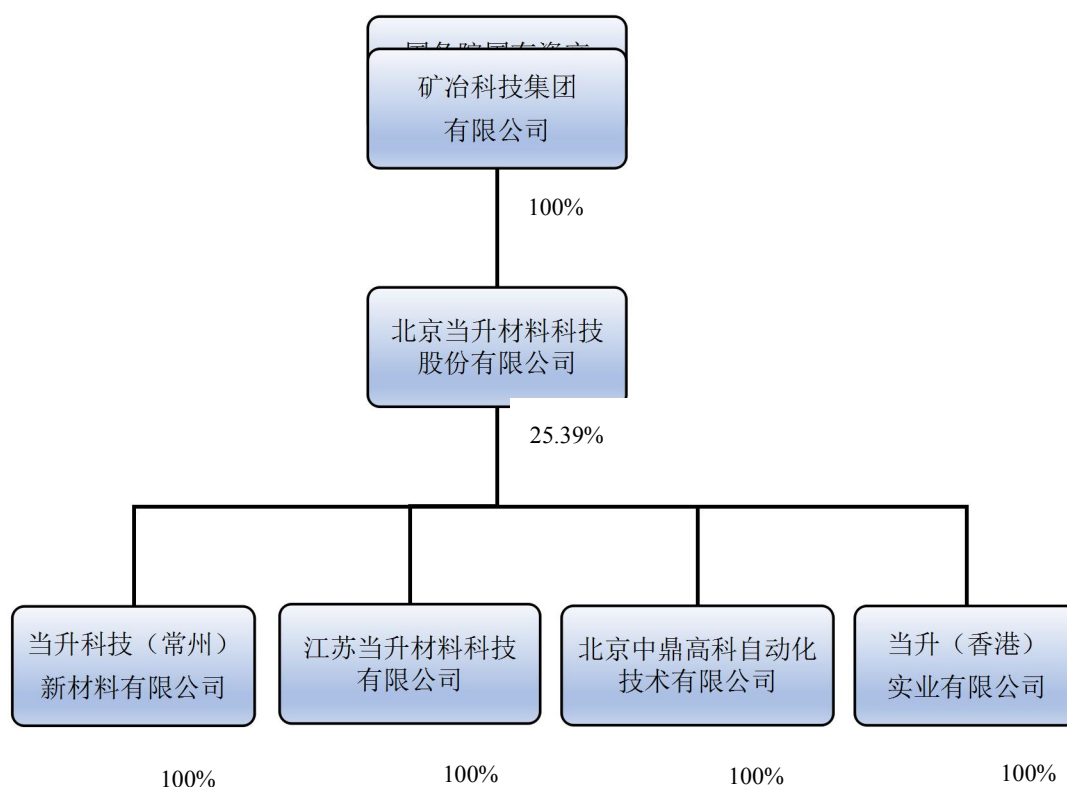 矿冶科技集团
有限公司
100%
北京当升材料科技
股份有限公司
25.39%
当升科技（常州）
新材料有限公司
江苏当升材料科技
有限公司
北京中鼎高科自动化
技术有限公司
当升（香港）
实业有限公司
100%
100%
100%
100%